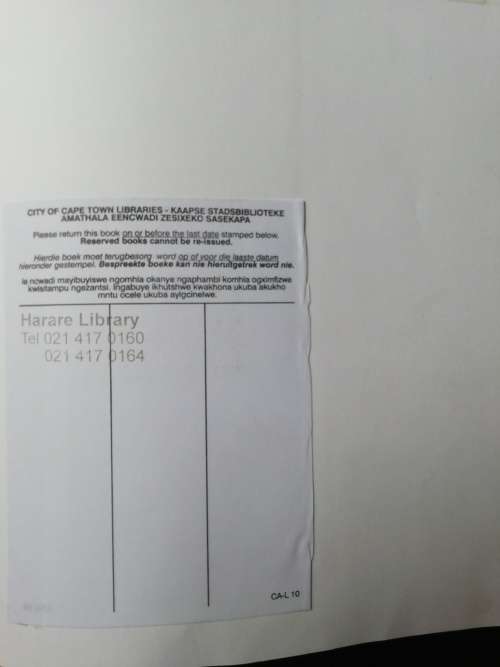 CITY OF CAPE TOWN LIBRARIES - KAAPSE STADSBIBLIOTEKE
AMATHALA EENCWADI ZESIXEKO SASEKAPA
Please return this book on or before the last date stamped below.
Reserved books cannot be re-issued.
Hierdie boek moet terugbesorg word op of voor die laaste datum
hieronder gestempel. Bespreekte boeke kan nie hieruitgetrek word nie.
le ncwadi mayibuyiswe ngomhla okanye ngaphambi komhla ogximfizwe
kwisitampu ngezantsi. Ingabuye ikhutshwe kwakhona ukuba akukho
mntu ocele ukuba ayigcinelwe.
Harare Library
Tel 021 417 0160
021 417 0164
CA-L 10